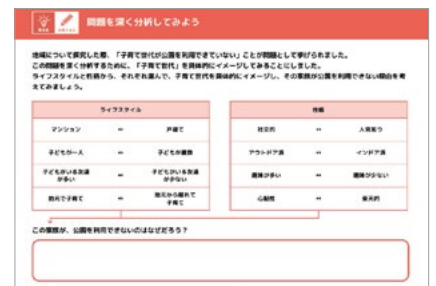 問題を深く分析してみよう
地域について探究した際、「子育て世代が公園を利用できていない」ことが問題として挙げられました。
この問題を深く分析するために、「子育て世代」を具体的にイメージしてみることにしました。
ライフスタイルと性格から、それぞれ選んで、子育て世代を具体的にイメージし、その家族が公園を利用できない理由を考
えてみましょう。
ライフスタイル
性格
マンション ↔ 戸建て
社交的 ↔ 人見知り
子どもが一人 ↔ 子どもが複数
アウトドア派 ↔ インドア派
子どもがいる友達が多い ↔ 子どもがいる友達が少ない
趣味が多い ↔ 趣味が少ない
地元で子育て ↔ 地元から離れて子育て
心配性 ↔ 楽天的
この家族が、公園を利用できないのはなぜだろう?